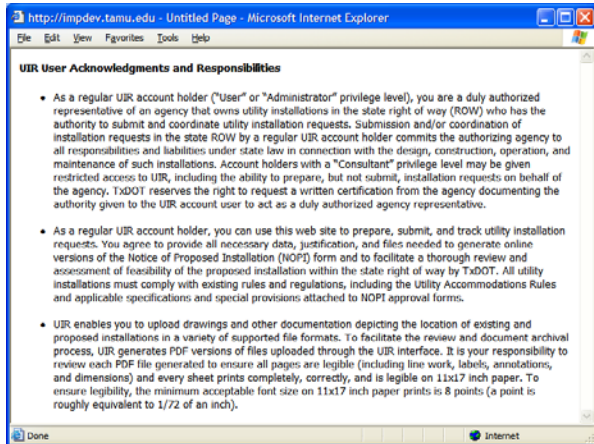 http://impdev.tamu.edu - Untitled Page - Microsoft Internet Explorer
File Edit View Favorites Tools Help
UIR User Acknowledgments and Responsibilities
• As a regular UIR account holder ("User" or "Administrator" privilege level), you are a duly authorized
representative of an agency that owns utility installations in the state right of way (ROW) who has the
authority to submit and coordinate utility installation requests. Submission and/or coordination of
installation requests in the state ROW by a regular UIR account holder commits the authorizing agency to
all responsibilities and liabilities under state law in connection with the design, construction, operation, and
maintenance of such installations. Account holders with a "Consultant" privilege level may be given
restricted access to UIR, including the ability to prepare, but not submit, installation requests on behalf of
the agency. TxDOT reserves the right to request a written certification from the agency documenting the
authority given to the UIR account user to act as a duly authorized agency representative.
• As a regular UIR account holder, you can use this web site to prepare, submit, and track utility installation
requests. You agree to provide all necessary data, justification, and files needed to generate online
versions of the Notice of Proposed Installation (NOPI) form and to facilitate a thorough review and
assessment of feasibility of the proposed installation within the state right of way by TxDOT. All utility
installations must comply with existing rules and regulations, including the Utility Accommodations Rules
and applicable specifications and special provisions attached to NOPI approval forms.
• UIR enables you to upload drawings and other documentation depicting the location of existing and
proposed installations in a variety of supported file formats. To facilitate the review and document archival
process, UIR generates PDF versions of files uploaded through the UIR interface. It is your responsibility to
review each PDF file generated to ensure all pages are legible (including line work, labels, annotations,
and dimensions) and every sheet prints completely, correctly, and is legible on 11x17 inch paper. To
ensure legibility, the minimum acceptable font size on 11x17 inch paper prints is 8 points (a point is
roughly equivalent to 1/72 of an inch).
Done Internet